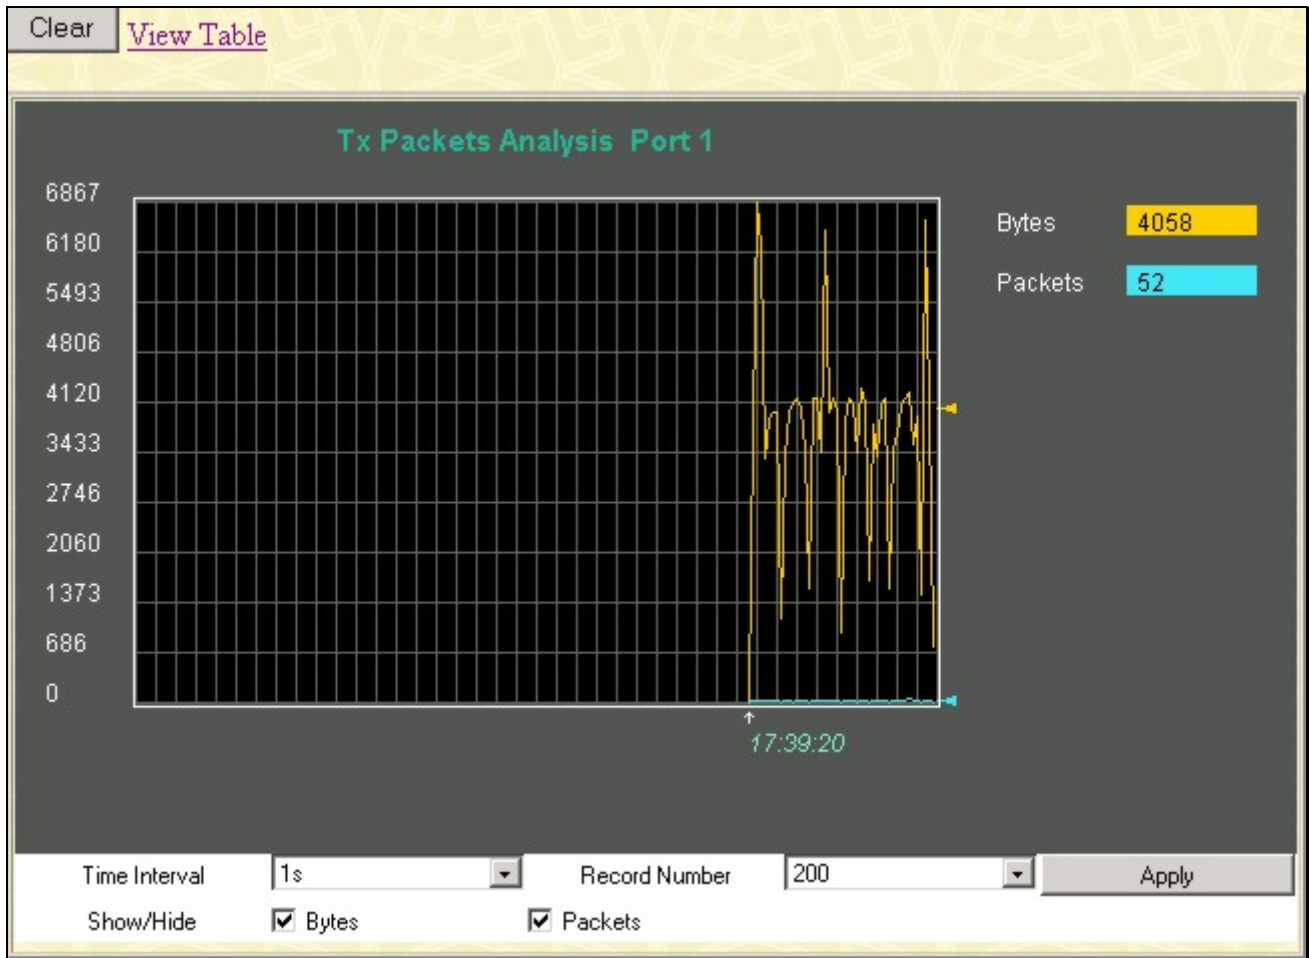 Clear View Table
Tx Packets Analysis Port 1
6867
6180
5493
4806
4120
3433
2746
2060
1373
686
0
Bytes 4058
Packets 52
17:39:20
Time Interval 1s Record Number 200 Apply
Show/Hide Bytes Packets